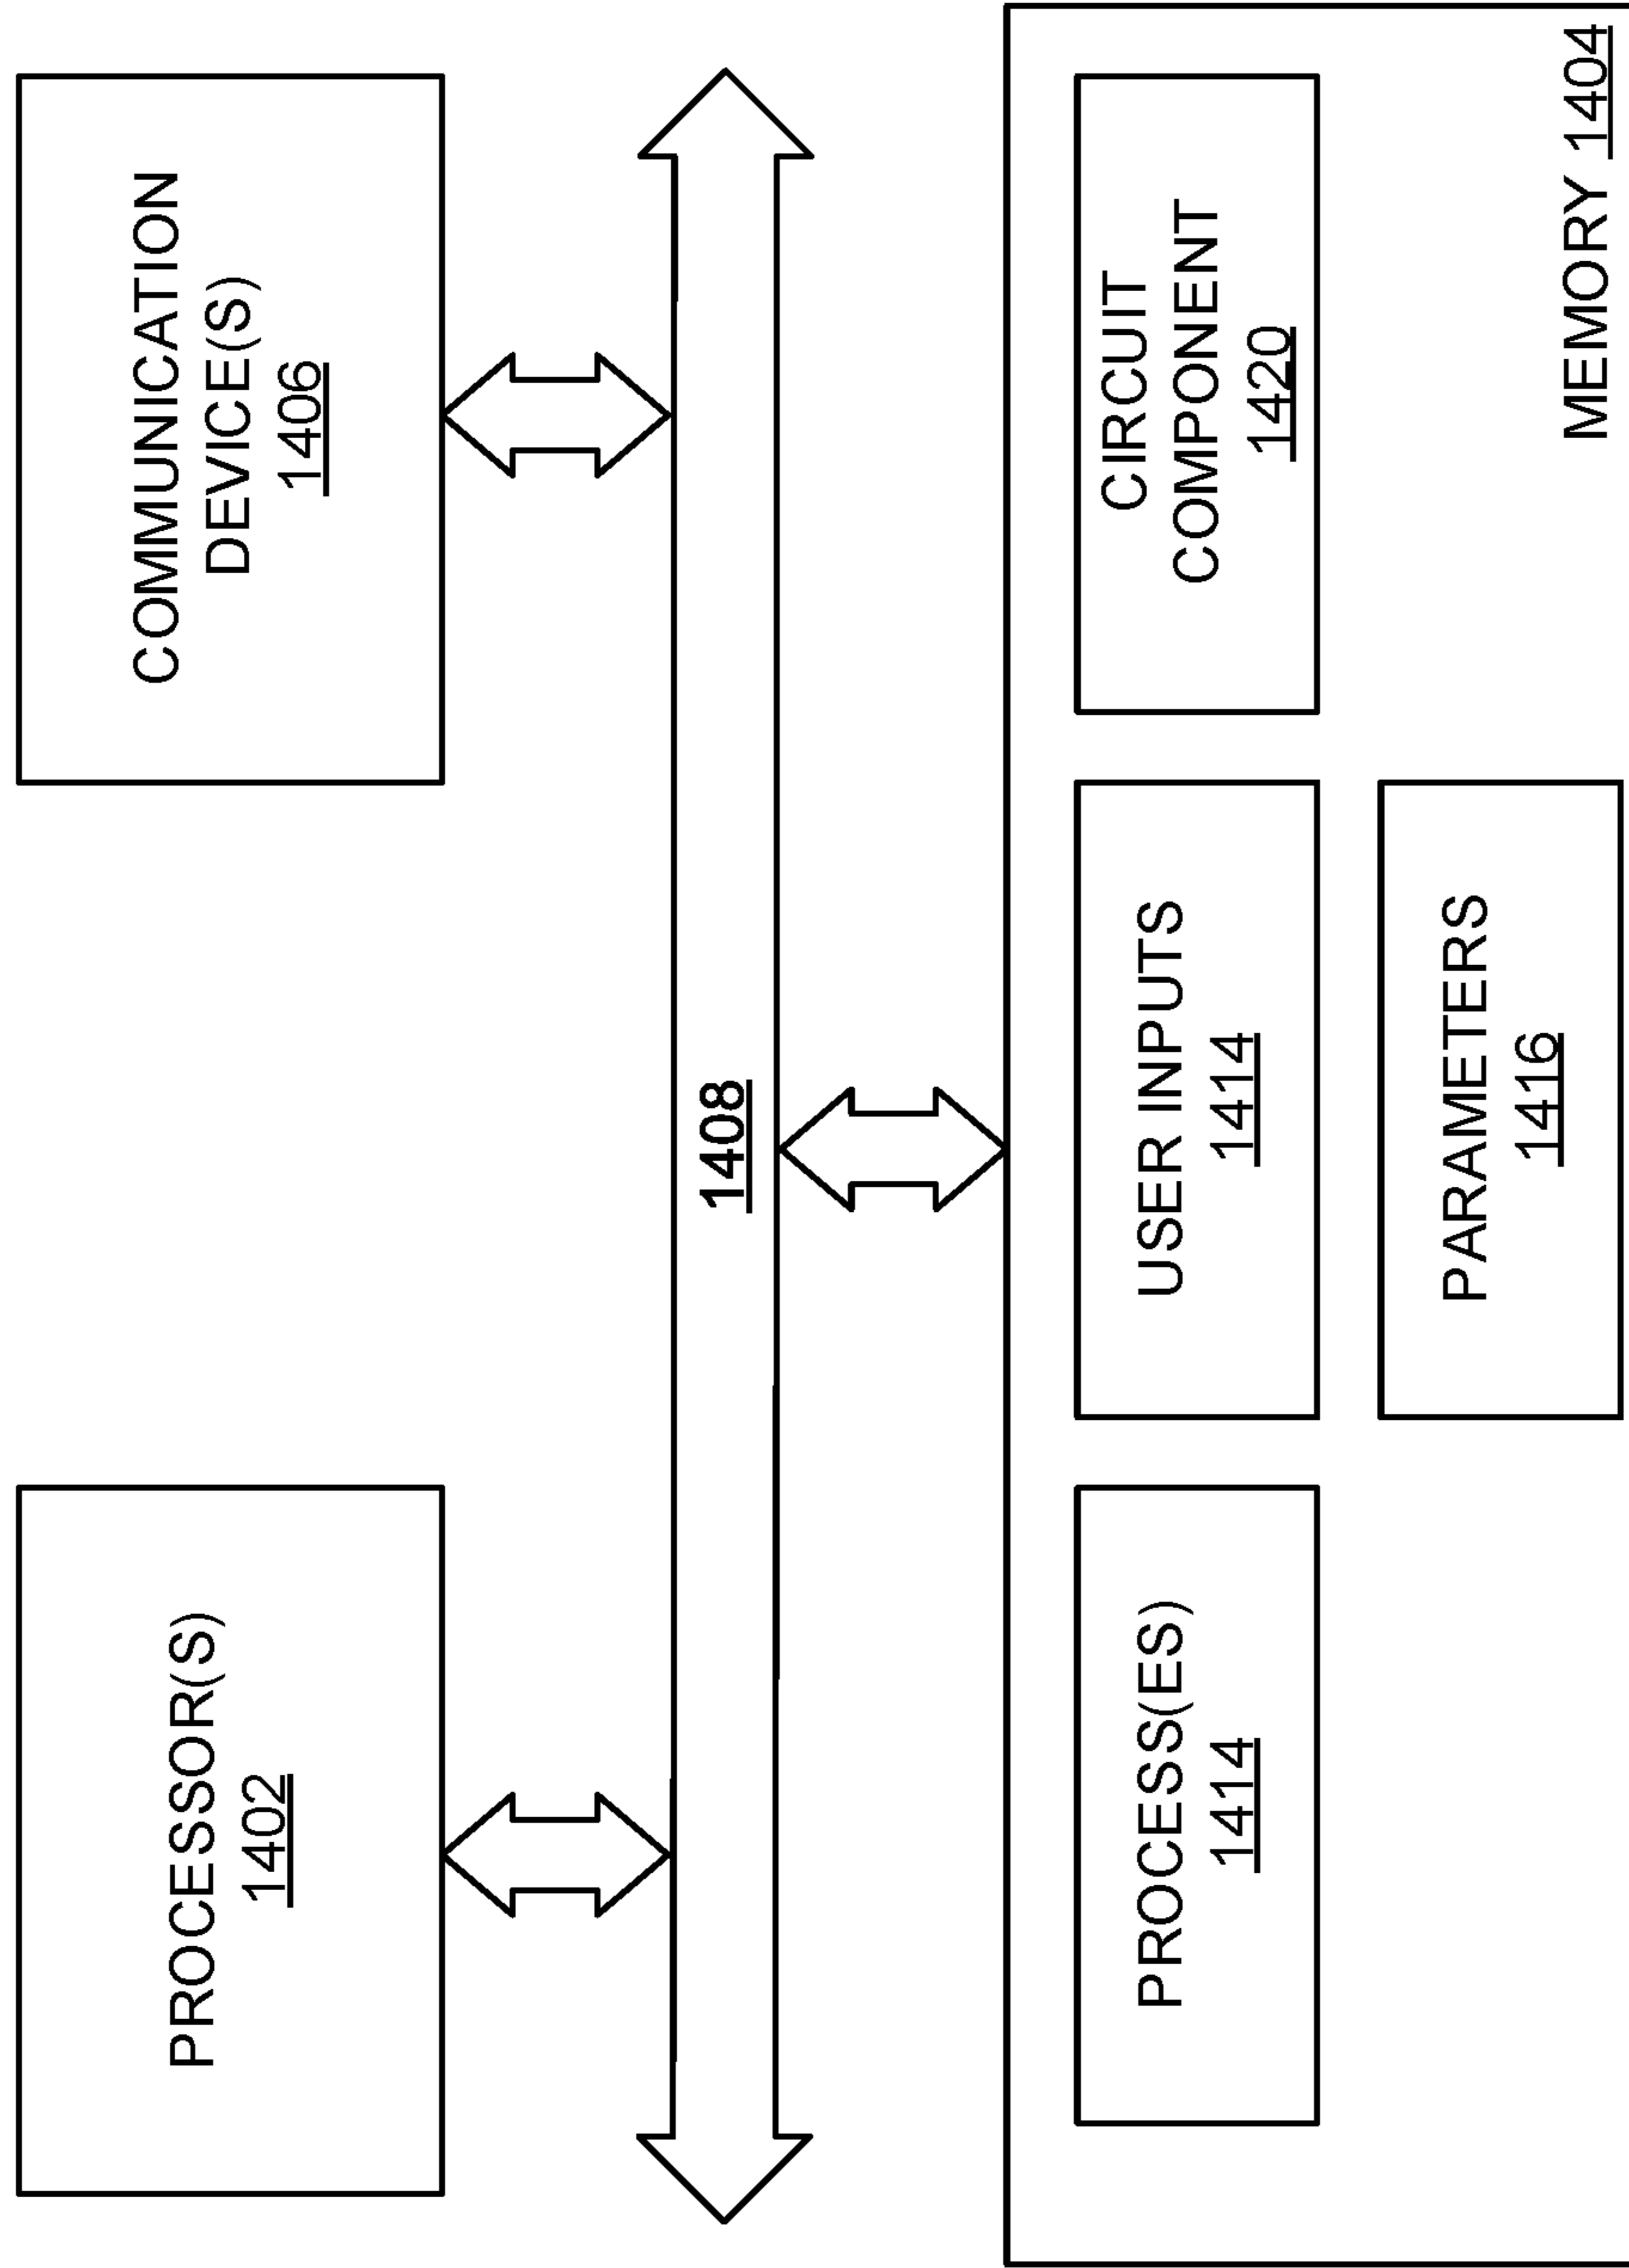 PROCESSOR(S)
1402
COMMUNICATION
DEVICE(S)
1406
1408
PROCESS(ES)
1414
USER INPUTS
1414
CIRCUIT
COMPONENT
1420
PARAMETERS
1416
MEMORY 1404